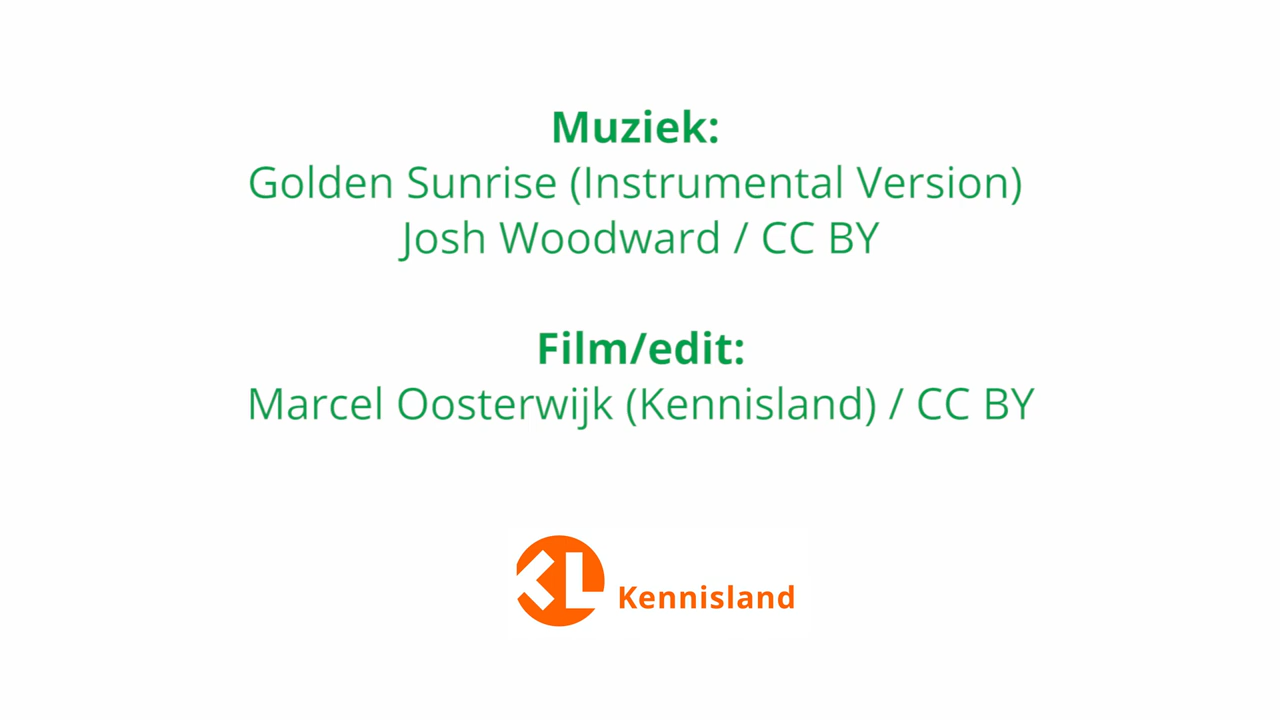 Muziek:
Golden Sunrise (Instrumental Version)
Josh Woodward / CC BY
Film/edit:
Marcel Oosterwijk (Kennisland) / CC BY
KL Kennisland